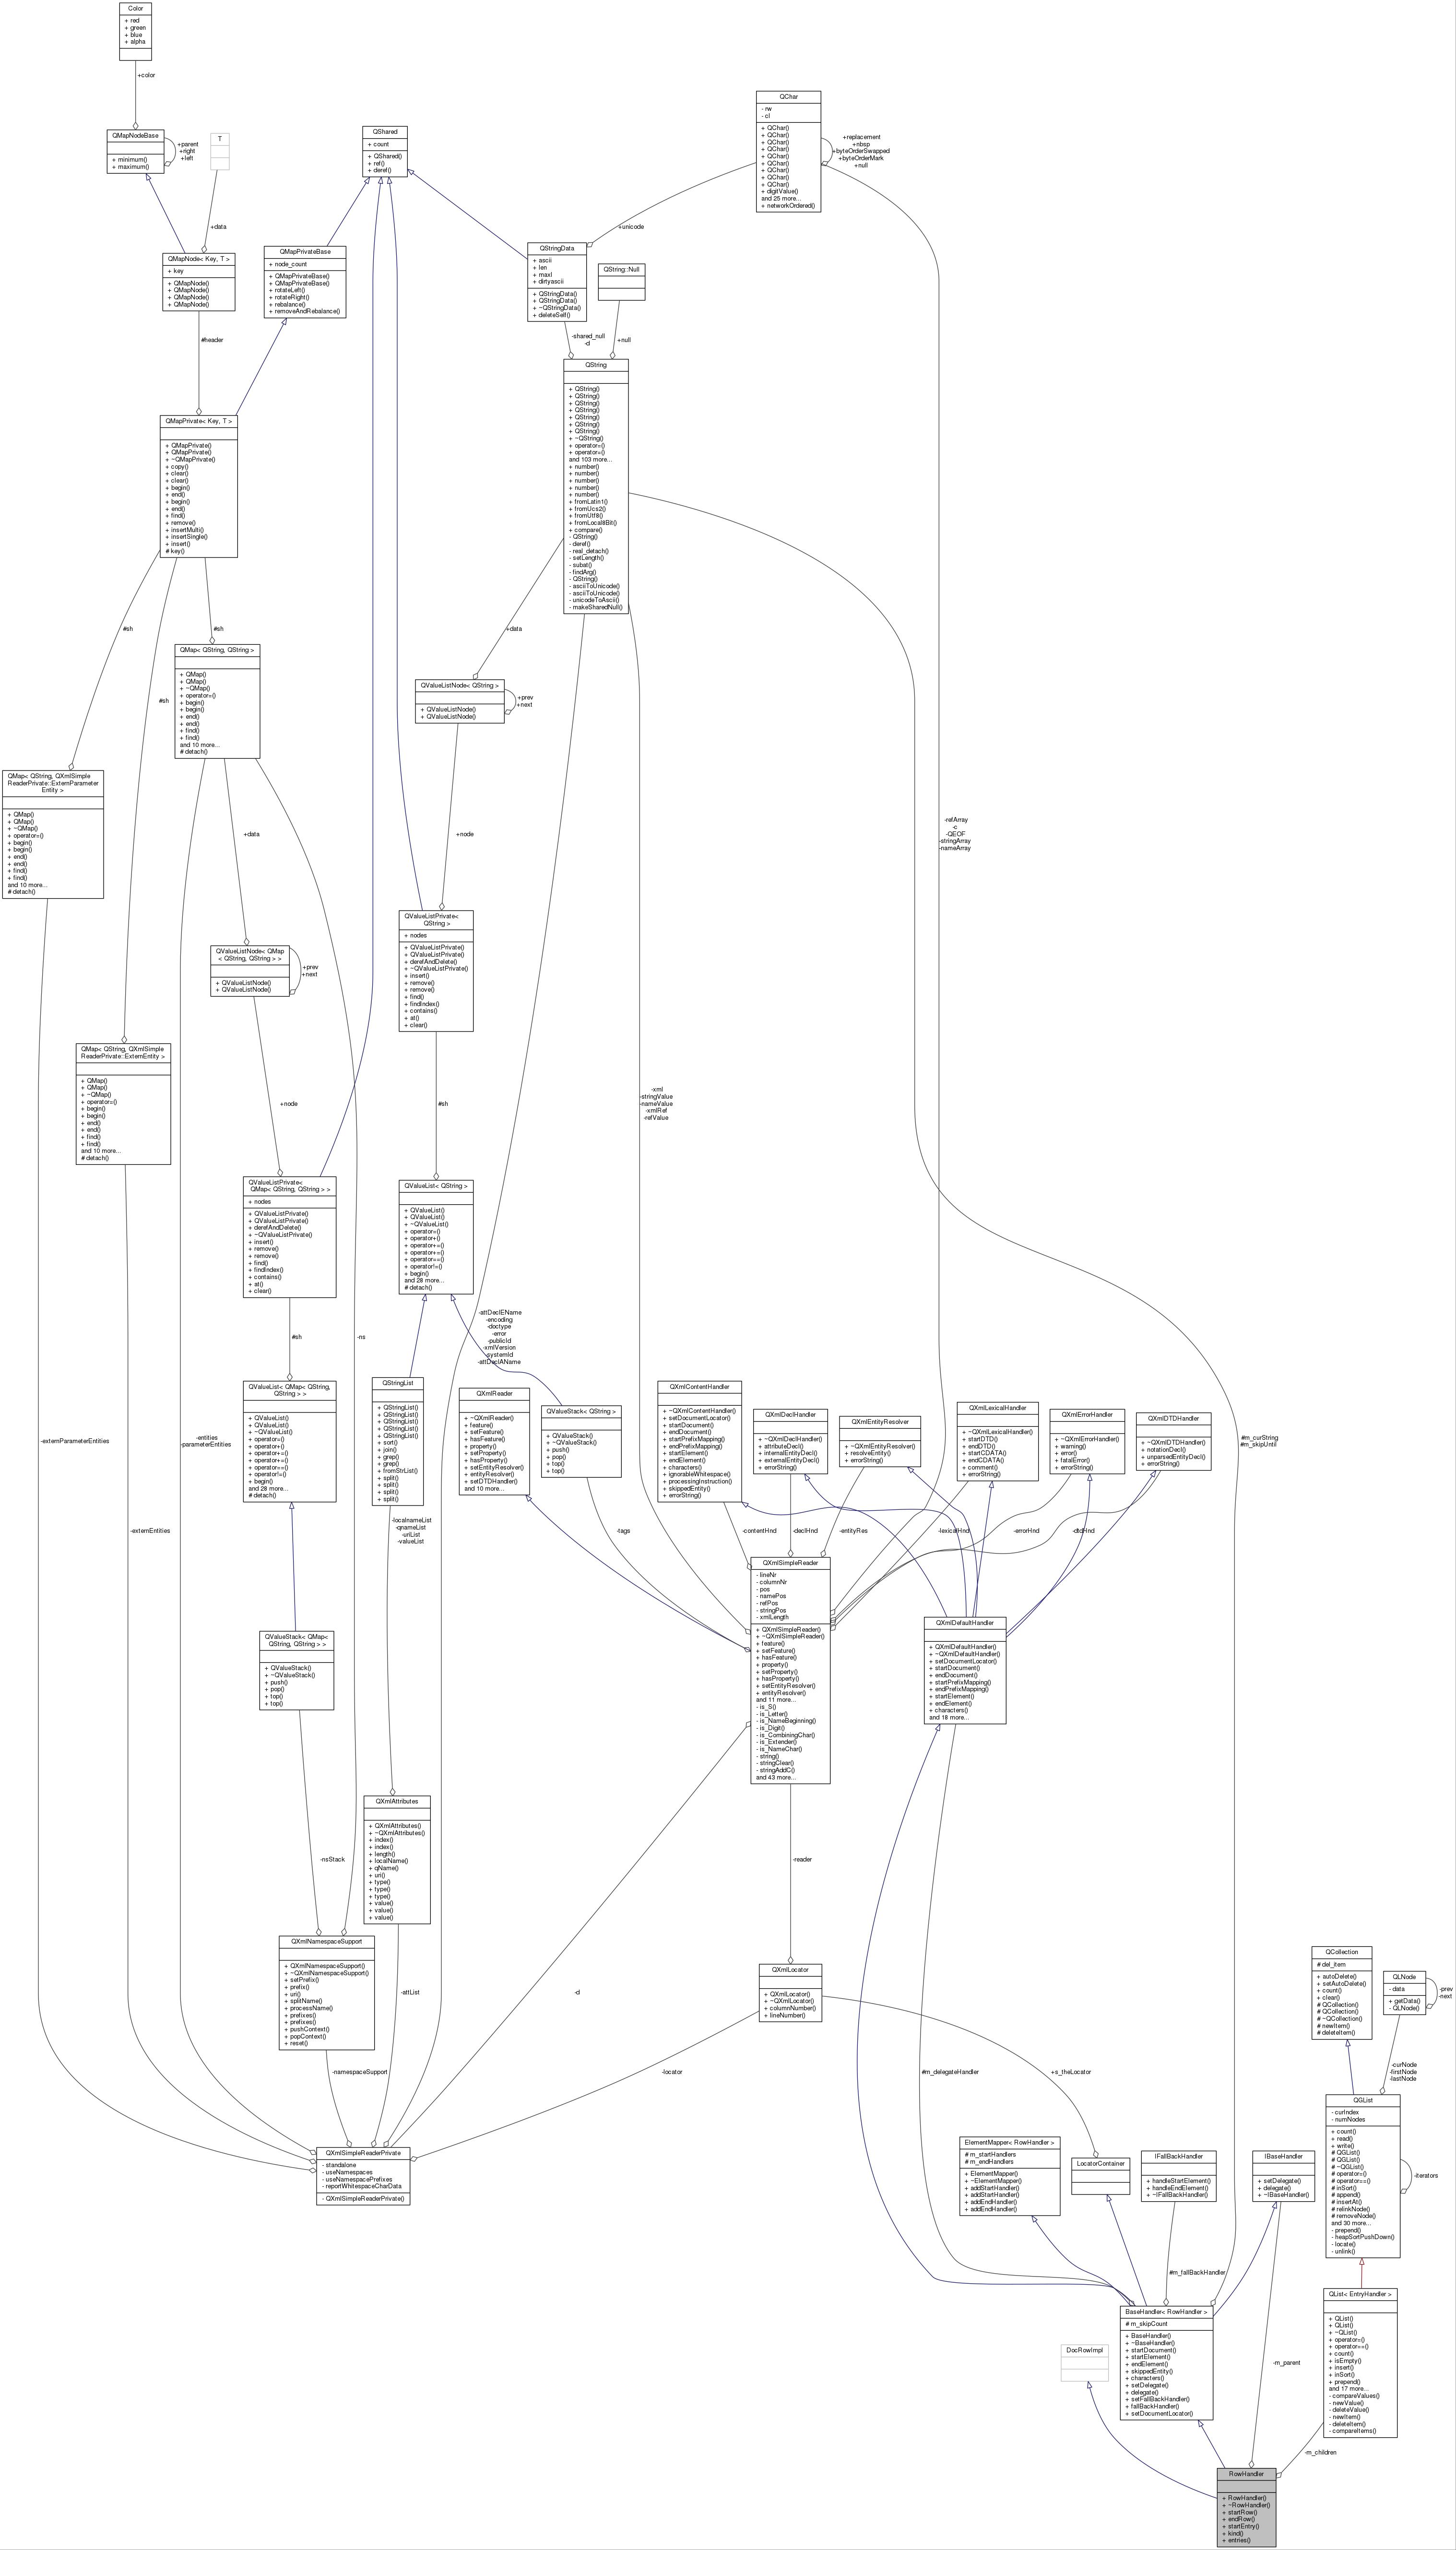 Color
+ red
+ green
+ blue
+ alpha
+color
QMapNodeBase
+ minimum()
+ maximum()
+parent
+right
+left
T
+data
QShared
+ count
+ QShared()
+ ref()
+ deref()
QChar
- rw
- cl
+ QChar()
+ QChar()
+ QChar()
+ QChar()
+ QChar()
+ QChar()
+ QChar()
+ QChar()
+ QChar()
+ digitValue()
and 25 more...
+ networkOrdered()
+replacement
+nbsp
+byteOrderSwapped
+byteOrderMark
+null
+unicode
QMapNode< Key, T >
+ key
+ QMapNode()
+ QMapNode()
+ QMapNode()
+ QMapNode()
#header
QMapPrivateBase
+ node_count
+ QMapPrivateBase()
+ QMapPrivateBase()
+ rotateLeft()
+ rotateRight()
+ rebalance()
+ removeAndRebalance()
QStringData
+ ascii
+ len
+ maxl
+ dirtyascii
+ QStringData()
+ QStringData()
+ ~QStringData()
+ deleteSelf()
-shared_null
-d
QString::Null
+null
QString
+ QString()
+ QString()
+ QString()
+ QString()
+ QString()
+ QString()
+ QString()
+ ~QString()
+ operator=()
+ operator=()
and 103 more...
+ number()
+ number()
+ number()
+ number()
+ number()
+ fromLatin1()
+ fromUcs2()
+ fromUtf8()
+ fromLocal8Bit()
+ compare()
- QString()
- deref()
- real_detach()
- setLength()
- subat()
- findArg()
- QString()
- asciiToUnicode()
- asciiToUnicode()
- unicodeToAscii()
- makeSharedNull()
QMapPrivate< Key, T >
+ QMapPrivate()
+ QMapPrivate()
+ ~QMapPrivate()
+ copy()
+ clear()
+ clear()
+ begin()
+ end()
+ begin()
+ end()
+ find()
+ remove()
+ insertMulti()
+ insertSingle()
+ insert()
# key()
#sh
#sh
#sh
+data
QMap< QString, QString >
+ QMap()
+ QMap()
+ ~QMap()
+ operator=()
+ begin()
+ begin()
+ end()
+ end()
+ find()
+ find()
and 10 more...
# detach()
QValueListNode< QString >
+ QValueListNode()
+ QValueListNode()
+prev
+next
QMap< QString, QXmlSimple
ReaderPrivate::ExternParameter
Entity >
+ QMap()
+ QMap()
+ ~QMap()
+ operator=()
+ begin()
+ begin()
+ end()
+ end()
+ find()
+ find()
and 10 more...
# detach()
+data
+node
-refArray
-c
-QEOF
-stringArray
-nameArray
QValueListNode< QMap
< QString, QString > >
+ QValueListNode()
+ QValueListNode()
+prev
+next
QValueListPrivate<
QString >
+ nodes
+ QValueListPrivate()
+ QValueListPrivate()
+ derefAndDelete()
+ ~QValueListPrivate()
+ insert()
+ remove()
+ remove()
+ find()
+ findIndex()
+ contains()
+ at()
+ clear()
QMap< QString, QXmlSimple
ReaderPrivate::ExternEntity >
+ QMap()
+ QMap()
+ ~QMap()
+ operator=()
+ begin()
+ begin()
+ end()
+ end()
+ find()
+ find()
and 10 more...
# detach()
+node
#sh
-xml
-stringValue
-nameValue
-xmlRef
-refValue
QValueListPrivate<
QMap< QString, QString > >
+ nodes
+ QValueListPrivate()
+ QValueListPrivate()
+ derefAndDelete()
+ ~QValueListPrivate()
+ insert()
+ remove()
+ remove()
+ find()
+ findIndex()
+ contains()
+ at()
+ clear()
QValueList< QString >
+ QValueList()
+ QValueList()
+ ~QValueList()
+ operator=()
+ operator+()
+ operator+=()
+ operator+=()
+ operator==()
+ operator!=()
+ begin()
and 28 more...
# detach()
#sh
-ns
-attDeclEName
-encoding
-doctype
-error
-publicId
-xmlVersion
-systemId
-attDeclAName
QValueList< QMap< QString,
QString > >
+ QValueList()
+ QValueList()
+ ~QValueList()
+ operator=()
+ operator+()
+ operator+=()
+ operator+=()
+ operator==()
+ operator!=()
+ begin()
and 28 more...
# detach()
QStringList
+ QStringList()
+ QStringList()
+ QStringList()
+ QStringList()
+ QStringList()
+ sort()
+ join()
+ grep()
+ grep()
+ fromStrList()
+ split()
+ split()
+ split()
+ split()
QXmlReader
+ ~QXmlReader()
+ feature()
+ setFeature()
+ hasFeature()
+ property()
+ setProperty()
+ hasProperty()
+ setEntityResolver()
+ entityResolver()
+ setDTDHandler()
and 10 more...
QValueStack< QString >
+ QValueStack()
+ ~QValueStack()
+ push()
+ pop()
+ top()
+ top()
QXmlContentHandler
+ ~QXmlContentHandler()
+ setDocumentLocator()
+ startDocument()
+ endDocument()
+ startPrefixMapping()
+ endPrefixMapping()
+ startElement()
+ endElement()
+ characters()
+ ignorableWhitespace()
+ processingInstruction()
+ skippedEntity()
+ errorString()
QXmlDeclHandler
+ ~QXmlDeclHandler()
+ attributeDecl()
+ internalEntityDecl()
+ externalEntityDecl()
+ errorString()
QXmlEntityResolver
+ ~QXmlEntityResolver()
+ resolveEntity()
+ errorString()
QXmlLexicalHandler
+ ~QXmlLexicalHandler()
+ startDTD()
+ endDTD()
+ startCDATA()
+ endCDATA()
+ comment()
+ errorString()
QXmlErrorHandler
+ ~QXmlErrorHandler()
+ warning()
+ error()
+ fatalError()
+ errorString()
QXmlDTDHandler
+ ~QXmlDTDHandler()
+ notationDecl()
+ unparsedEntityDecl()
+ errorString()
#m_curString
#m_skipUntil
-externParameterEntities
-entities
-parameterEntities
-externEntities
-localnameList
-qnameList
-uriList
-valueList
-tags
-contentHnd
-declHnd
-entityRes
-lexicalHnd
-errorHnd
-dtdHnd
QXmlSimpleReader
- lineNr
- columnNr
- pos
- namePos
- refPos
- stringPos
- xmlLength
+ QXmlSimpleReader()
+ ~QXmlSimpleReader()
+ feature()
+ setFeature()
+ hasFeature()
+ property()
+ setProperty()
+ hasProperty()
+ setEntityResolver()
+ entityResolver()
and 11 more...
- is_S()
- is_Letter()
- is_NameBeginning()
- is_Digit()
- is_CombiningChar()
- is_Extender()
- is_NameChar()
- string()
- stringClear()
- stringAddC()
and 43 more...
QXmlDefaultHandler
+ QXmlDefaultHandler()
+ ~QXmlDefaultHandler()
+ setDocumentLocator()
+ startDocument()
+ endDocument()
+ startPrefixMapping()
+ endPrefixMapping()
+ startElement()
+ endElement()
+ characters()
and 18 more...
QValueStack< QMap<
QString, QString > >
+ QValueStack()
+ ~QValueStack()
+ push()
+ pop()
+ top()
+ top()
-nsStack
QXmlAttributes
+ QXmlAttributes()
+ ~QXmlAttributes()
+ index()
+ index()
+ length()
+ localName()
+ qName()
+ uri()
+ type()
+ type()
+ type()
+ value()
+ value()
+ value()
-reader
QXmlNamespaceSupport
+ QXmlNamespaceSupport()
+ ~QXmlNamespaceSupport()
+ setPrefix()
+ prefix()
+ uri()
+ splitName()
+ processName()
+ prefixes()
+ prefixes()
+ pushContext()
+ popContext()
+ reset()
-attList
-d
QXmlLocator
+ QXmlLocator()
+ ~QXmlLocator()
+ columnNumber()
+ lineNumber()
QCollection
# del_item
+ autoDelete()
+ setAutoDelete()
+ count()
+ clear()
# QCollection()
# QCollection()
# ~QCollection()
# newItem()
# deleteItem()
QLNode
- data
+ getData()
- QLNode()
-prev
-next
-namespaceSupport
-locator
#m_delegateHandler
+s_theLocator
-curNode
-firstNode
-lastNode
QXmlSimpleReaderPrivate
- standalone
- useNamespaces
- useNamespacePrefixes
- reportWhitespaceCharData
- QXmlSimpleReaderPrivate()
ElementMapper< RowHandler >
# m_startHandlers
# m_endHandlers
+ ElementMapper()
+ ~ElementMapper()
+ addStartHandler()
+ addStartHandler()
+ addEndHandler()
+ addEndHandler()
LocatorContainer
IFallBackHandler
+ handleStartElement()
+ handleEndElement()
+ ~IFallBackHandler()
IBaseHandler
+ setDelegate()
+ delegate()
+ ~IBaseHandler()
QGList
- curIndex
- numNodes
+ count()
+ read()
+ write()
# QGList()
# QGList()
# ~QGList()
# operator=()
# operator==()
# inSort()
# append()
# insertAt()
# relinkNode()
# removeNode()
and 30 more...
- prepend()
- heapSortPushDown()
- locate()
- unlink()
-iterators
#m_fallBackHandler
BaseHandler< RowHandler >
# m_skipCount
+ BaseHandler()
+ ~BaseHandler()
+ startDocument()
+ startElement()
+ endElement()
+ skippedEntity()
+ characters()
+ setDelegate()
+ delegate()
+ setFallBackHandler()
+ fallBackHandler()
+ setDocumentLocator()
QList< EntryHandler >
+ QList()
+ QList()
+ ~QList()
+ operator=()
+ operator==()
+ count()
+ isEmpty()
+ insert()
+ inSort()
+ prepend()
and 17 more...
- compareValues()
- newValue()
- deleteValue()
- newItem()
- deleteItem()
- compareItems()
DocRowImpl
-m_parent
-m_children
RowHandler
+ RowHandler()
+ ~RowHandler()
+ startRow()
+ endRow()
+ startEntry()
+ kind()
+ entries()